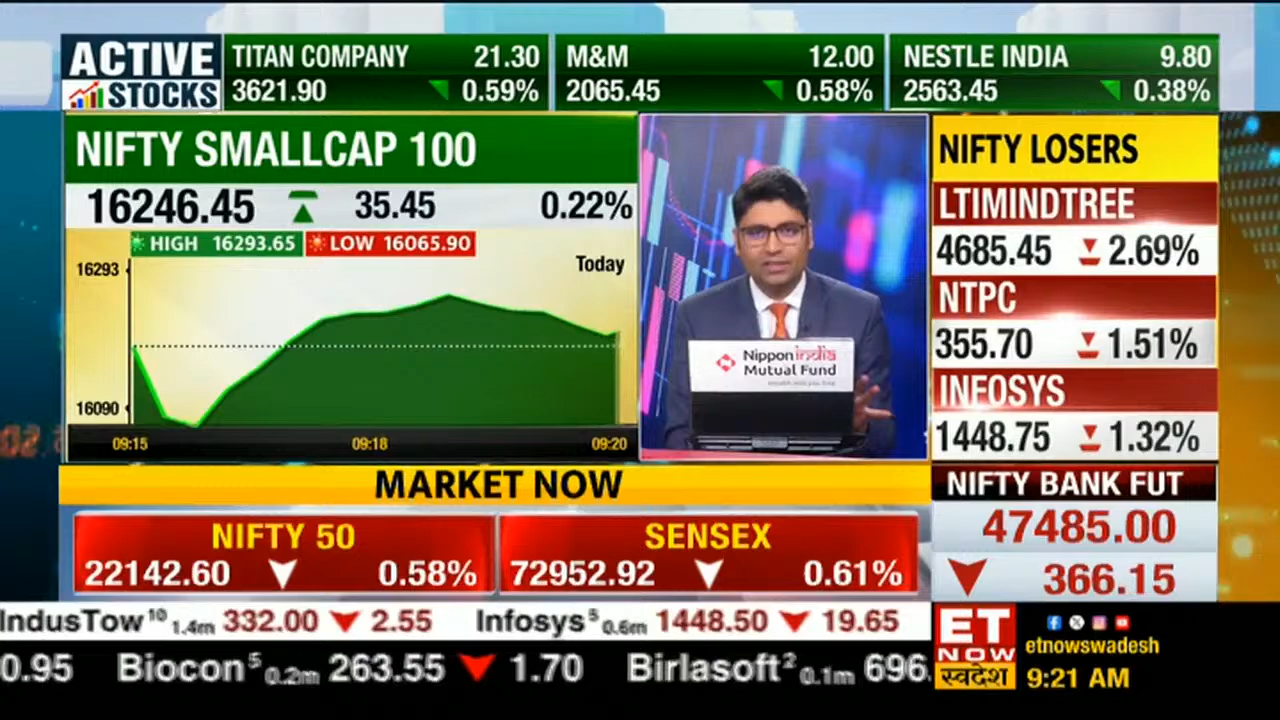 ACTIVE
STOCKS
TITAN COMPANY 21.30
3621.90 0.59%
M&M 12.00
2065.45 0.58%
NESTLE INDIA 9.80
2563.45 0.38%
NIFTY SMALLCAP 100
16246.45 35.45 0.22%
HIGH 16293.65 LOW 16065.90
Today
16293
16090
09:15 09:18 09:20
Nippon india
Mutual Fund
NIFTY LOSERS
LTIMINDTREE
4685.45 2.69%
NTPC
355.70 1.51%
INFOSYS
1448.75 1.32%
NIFTY BANK FUT
47485.00
366.15
MARKET NOW
NIFTY 50
22142.60 0.58%
SENSEX
72952.92 0.61%
IndusTow 10 1.4m 332.00 2.55 Infosys 5 0.6m 1448.50 19.65
0.95 Biocon 5 0.2m 263.55 1.70 Birlasoft 2 0.1m 696.
ET
NOW
स्वदेश
etnowswadesh
9:21 AM